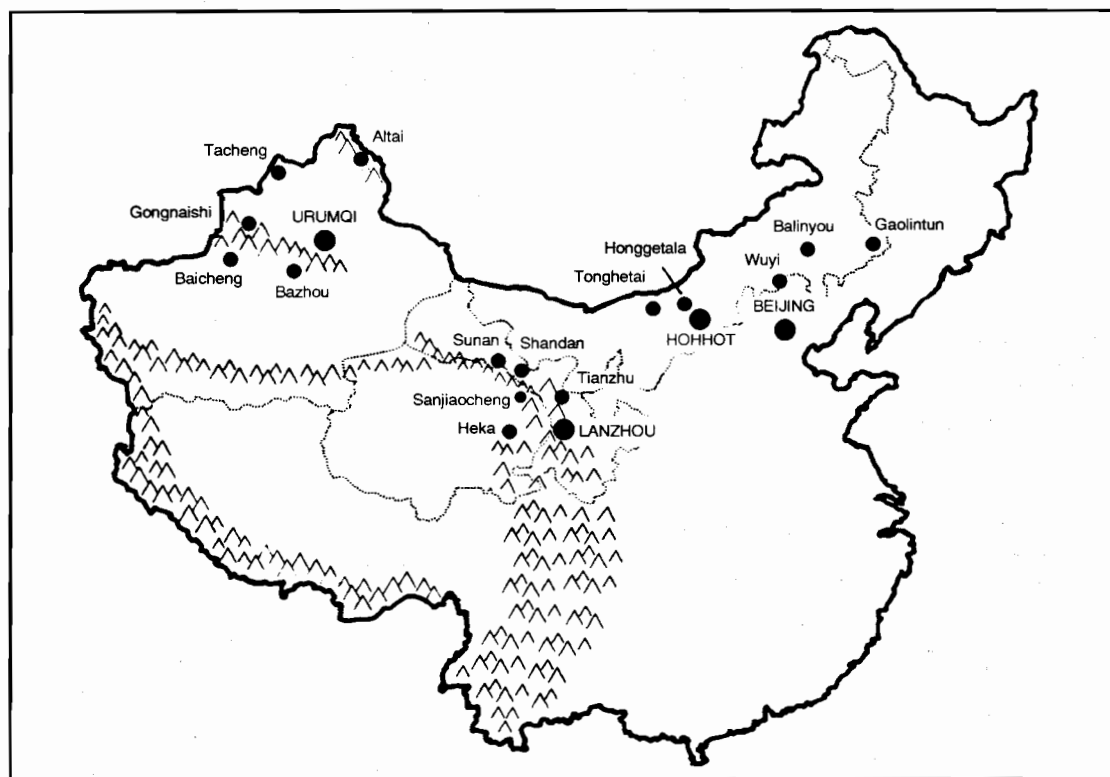 Altai
Tacheng
Gongnaishi
URUMQI
Balinyou
Gaolintun
Honggetala
Wuyi
Tonghetai
Baicheng
Bazhou
BEIJING
HOHHOT
Sunan
Shandan
Tianzhu
Sanjiaocheng
Heka
LANZHOU